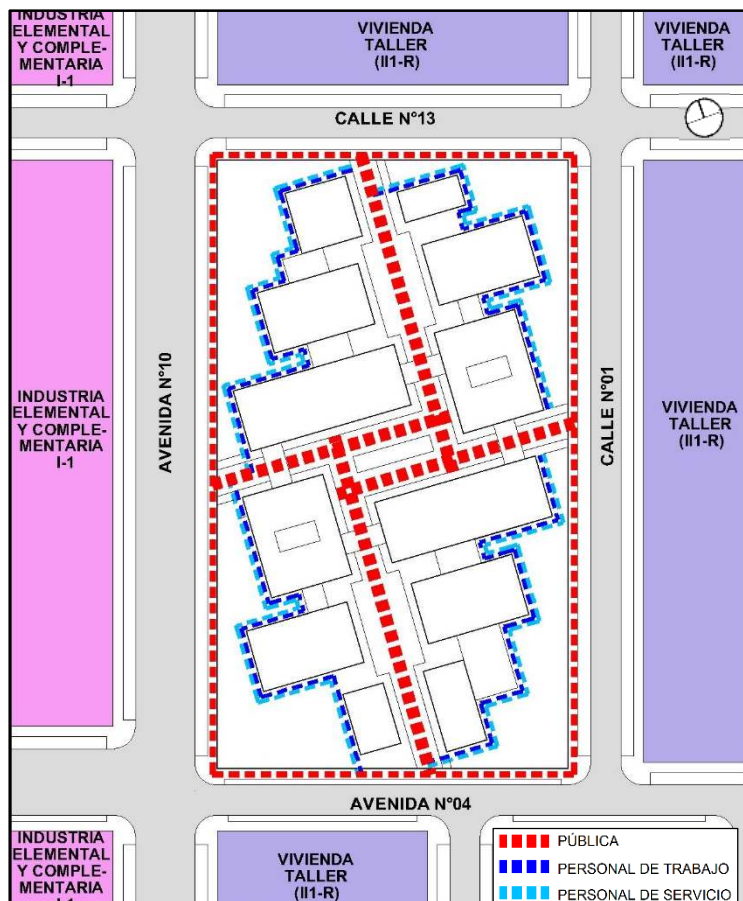 INDUSTRIA
ELEMENTAL
Y COMPLE-
MENTARIA
I-1
VIVIENDA
TALLER
(II1-R)
VIVIENDA
TALLER
(II1-R)
CALLE N°13
AVENIDA N°10
CALLE N°01
INDUSTRIA
ELEMENTAL
Y COMPLE-
MENTARIA
I-1
VIVIENDA
TALLER
(II1-R)
AVENIDA N°04
INDUSTRIA
ELEMENTAL
Y COMPLE-
MENTARIA
I-1
VIVIENDA
TALLER
(II1-R)
PÚBLICA
PERSONAL DE TRABAJO
PERSONAL DE SERVICIO